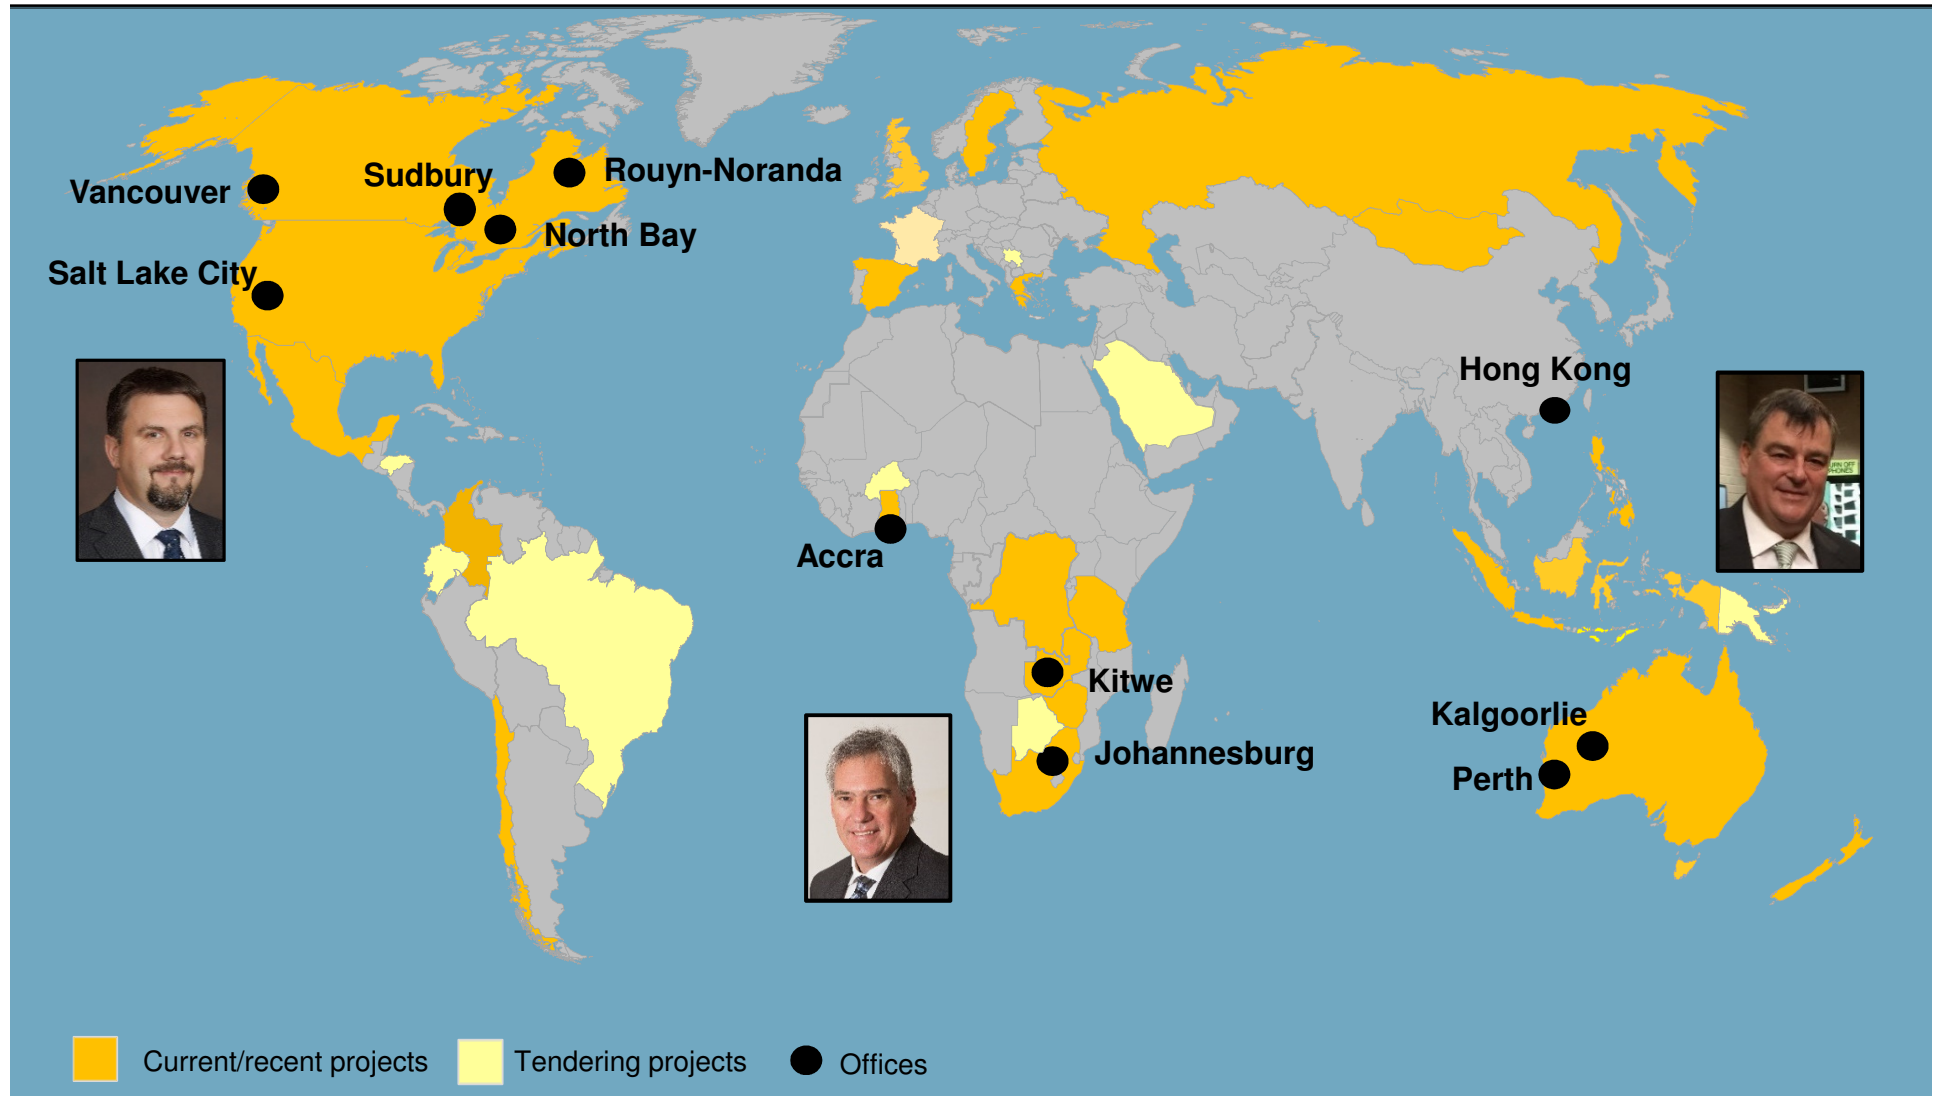 Vancouver
Sudbury
Rouyn-Noranda
North Bay
Salt Lake City
Hong Kong
Accra
Kitwe
Johannesburg
Kalgoorlie
Perth
Current/recent projects
Tendering projects
Offices